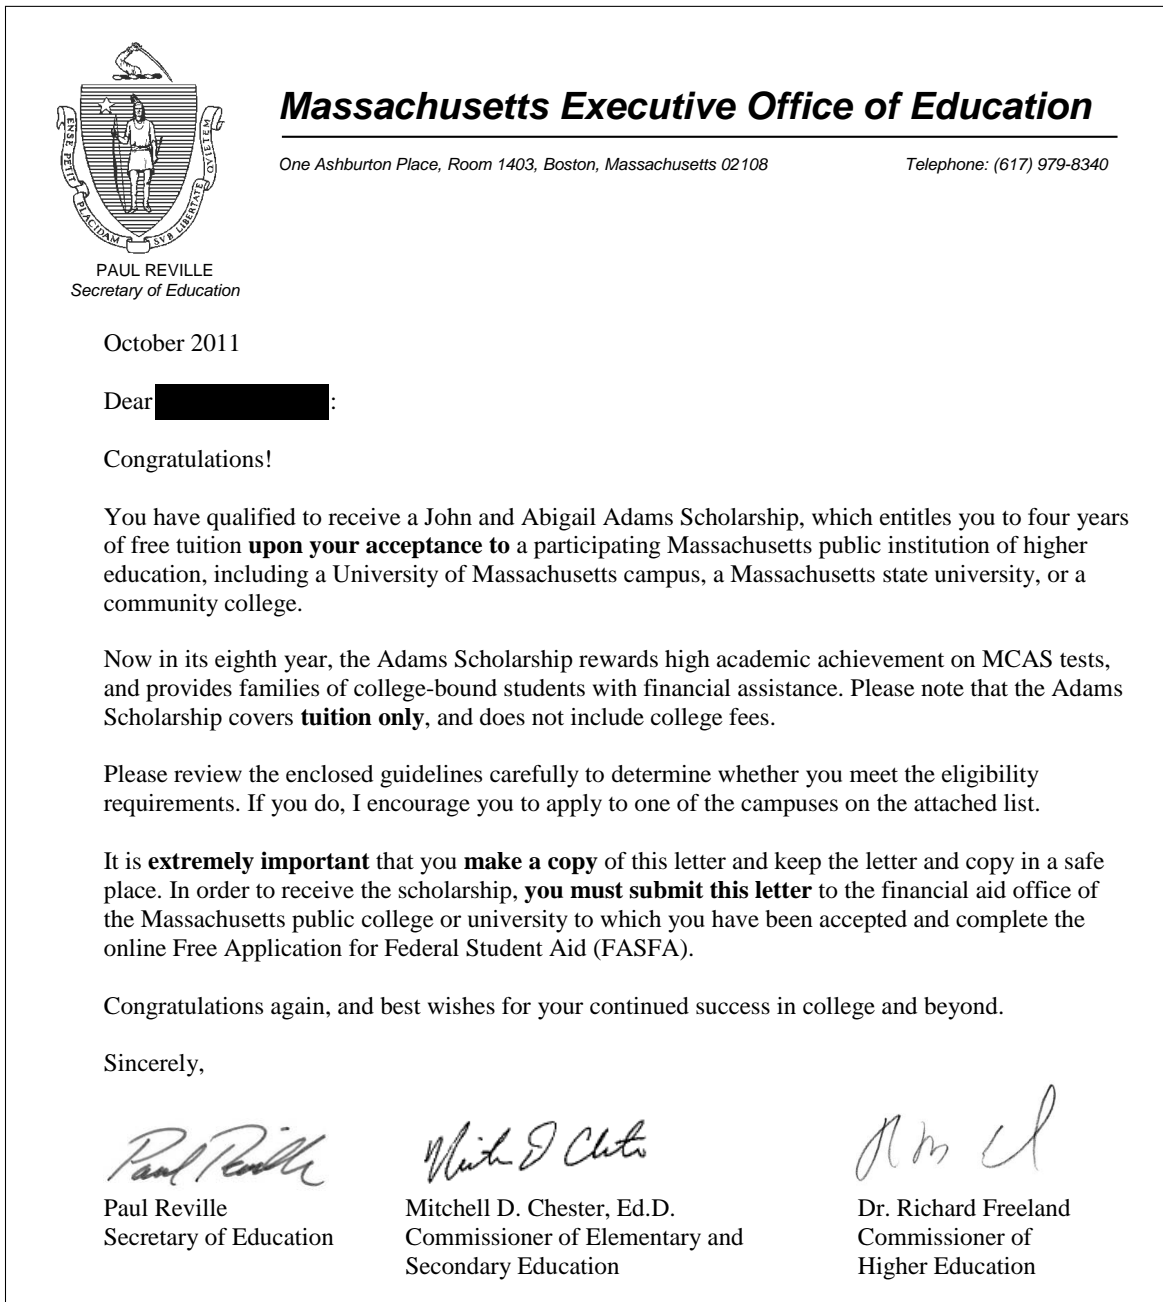 Massachusetts Executive Office of Education
One Ashburton Place, Room 1403, Boston, Massachusetts 02108 Telephone: (617) 979-8340
ENSE PETIT PLACIDAM SVB LIBERTATE QVIETEM
PAUL REVILLE
Secretary of Education
October 2011
Dear :
Congratulations!
You have qualified to receive a John and Abigail Adams Scholarship, which entitles you to four years
of free tuition upon your acceptance to a participating Massachusetts public institution of higher
education, including a University of Massachusetts campus, a Massachusetts state university, or a
community college.
Now in its eighth year, the Adams Scholarship rewards high academic achievement on MCAS tests,
and provides families of college-bound students with financial assistance. Please note that the Adams
Scholarship covers tuition only, and does not include college fees.
Please review the enclosed guidelines carefully to determine whether you meet the eligibility
requirements. If you do, I encourage you to apply to one of the campuses on the attached list.
It is extremely important that you make a copy of this letter and keep the letter and copy in a safe
place. In order to receive the scholarship, you must submit this letter to the financial aid office of
the Massachusetts public college or university to which you have been accepted and complete the
online Free Application for Federal Student Aid (FASFA).
Congratulations again, and best wishes for your continued success in college and beyond.
Sincerely,
Paul Reville Mitchell D. Chester, Ed.D. Dr. Richard Freeland
Secretary of Education Commissioner of Elementary and Commissioner of
Secondary Education Higher Education